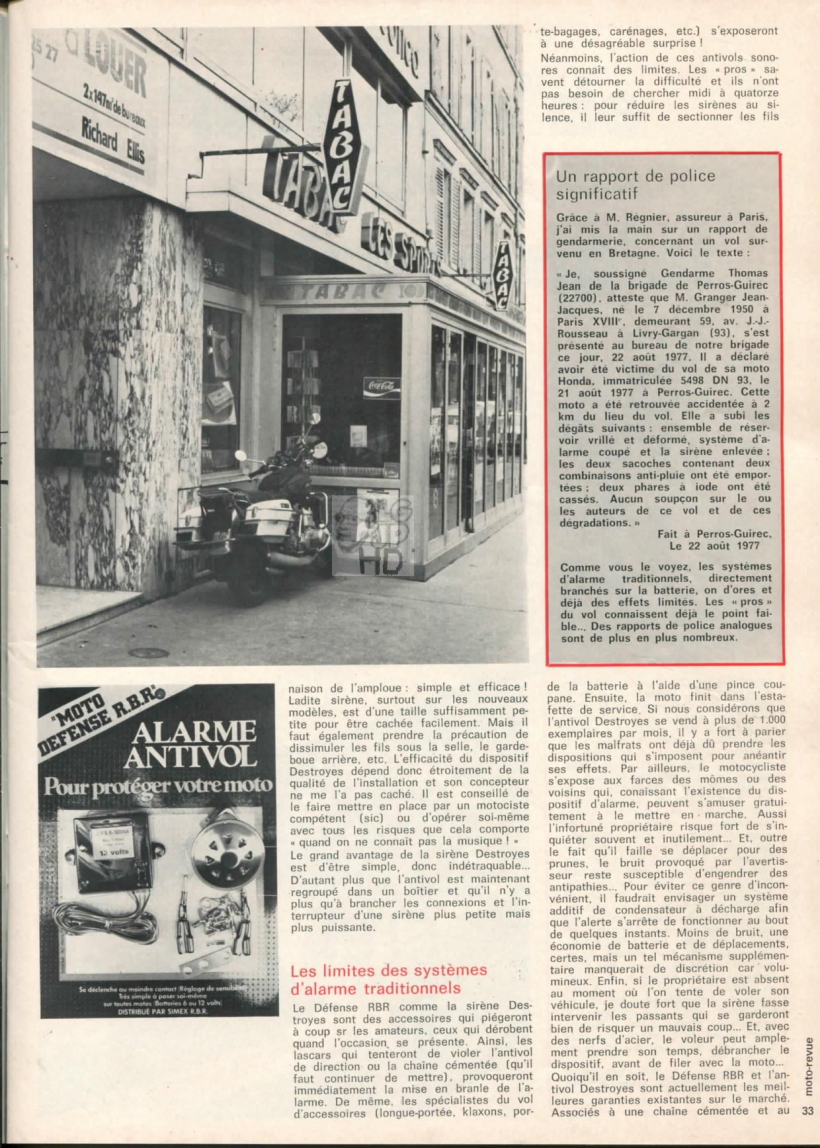 25 27
à LOUER
2x147m² de bureaux
Richard Ellis
TABAC
TABAC
LES SPORTS
TABAC
TABAC
Coca-Cola
HD
"MOTO
DEFENSE R.B.R"
ALARME
ANTIVOL
Pour protéger votre moto
12 volts
Se déclenche au moindre contact (Réglage de sensibilité)
Très simple à poser soi-même
sur toutes motos (Batteries 6 ou 12 volts)
DISTRIBUÉ PAR SIMEX R.B.R.
naison de l'amploue : simple et efficace !
Ladite sirène, surtout sur les nouveaux
modèles, est d'une taille suffisamment pe-
tite pour être cachée facilement. Mais il
faut également prendre la précaution de
dissimuler les fils sous la selle, le garde-
boue arrière, etc. L'efficacité du dispositif
Destroyes dépend donc étroitement de la
qualité de l'installation et son concepteur
ne me l'a pas caché. Il est conseillé de
le faire mettre en place par un motociste
compétent (sic) ou d'opérer soi-même
avec tous les risques que cela comporte
« quand on ne connaît pas la musique ! »
Le grand avantage de la sirène Destroyes
est d'être simple, donc indétraquable...
D'autant plus que l'antivol est maintenant
regroupé dans un boîtier et qu'il n'y a
plus qu'à brancher les connexions et l'in-
terrupteur d'une sirène plus petite mais
plus puissante.
Les limites des systèmes
d'alarme traditionnels
Le Défense RBR comme la sirène Des-
troyes sont des accessoires qui piégeront
à coup sr les amateurs, ceux qui dérobent
quand l'occasion se présente. Ainsi, les
lascars qui tenteront de violer l'antivol
de direction ou la chaîne cémentée (qu'il
faut continuer de mettre), provoqueront
immédiatement la mise en branle de l'a-
larme. De même, les spécialistes du vol
d'accessoires (longue-portée, klaxons, por-
te-bagages, carénages, etc.) s'exposeront
à une désagréable surprise !
Néanmoins, l'action de ces antivols sono-
res connaît des limites. Les « pros » sa-
vent détourner la difficulté et ils n'ont
pas besoin de chercher midi à quatorze
heures : pour réduire les sirènes au si-
lence, il leur suffit de sectionner les fils
Un rapport de police
significatif
Grâce à M. Régnier, assureur à Paris,
j'ai mis la main sur un rapport de
gendarmerie, concernant un vol sur-
venu en Bretagne. Voici le texte :
« Je, soussigné Gendarme Thomas
Jean de la brigade de Perros-Guirec
(22700), atteste que M. Granger Jean-
Jacques, né le 7 décembre 1950 à
Paris XVIIIᵉ, demeurant 59, av. J.-J.-
Rousseau à Livry-Gargan (93), s'est
présenté au bureau de notre brigade
ce jour, 22 août 1977. Il a déclaré
avoir été victime du vol de sa moto
Honda, immatriculée 5498 DN 93, le
21 août 1977 à Perros-Guirec. Cette
moto a été retrouvée accidentée à 2
km du lieu du vol. Elle a subi les
dégâts suivants : ensemble de réser-
voir vrillé et déformé, système d'a-
larme coupé et la sirène enlevée ;
les deux sacoches contenant deux
combinaisons anti-pluie ont été empor-
tées ; deux phares à iode ont été
cassés. Aucun soupçon sur le ou
les auteurs de ce vol et de ces
dégradations. »
Fait à Perros-Guirec,
Le 22 août 1977
Comme vous le voyez, les systèmes
d'alarme traditionnels, directement
branchés sur la batterie, on d'ores et
déjà des effets limités. Les « pros »
du vol connaissent déjà le point fai-
ble... Des rapports de police analogues
sont de plus en plus nombreux.
de la batterie à l'aide d'une pince cou-
pane. Ensuite, la moto finit dans l'esta-
fette de service. Si nous considérons que
l'antivol Destroyes se vend à plus de 1.000
exemplaires par mois, il y a fort à parier
que les malfrats ont déjà dû prendre les
dispositions qui s'imposent pour anéantir
ses effets. Par ailleurs, le motocycliste
s'expose aux farces des mômes ou des
voisins qui, conaissant l'existence du dis-
positif d'alarme, peuvent s'amuser gratui-
tement à le mettre en marche. Aussi
l'infortuné propriétaire risque fort de s'in-
quiéter souvent et inutilement... Et, outre
le fait qu'il faille se déplacer pour des
prunes, le bruit provoqué par l'avertis-
seur reste susceptible d'engendrer des
antipathies... Pour éviter ce genre d'incon-
vénient, il faudrait envisager un système
additif de condensateur à décharge afin
que l'alerte s'arrête de fonctionner au bout
de quelques instants. Moins de bruit, une
économie de batterie et de déplacements,
certes, mais un tel mécanisme supplémen-
taire manquerait de discrétion car volu-
mineux. Enfin, si le propriétaire est absent
au moment où l'on tente de voler son
véhicule, je doute fort que la sirène fasse
intervenir les passants qui se garderont
bien de risquer un mauvais coup... Et, avec
des nerfs d'acier, le voleur peut ample-
ment prendre son temps, débrancher le
dispositif, avant de filer avec la moto...
Quoiqu'il en soit, le Défense RBR et l'an-
tivol Destroyes sont actuellement les meil-
leures garanties existantes sur le marché.
Associés à une chaîne cémentée et au
moto-revue
33